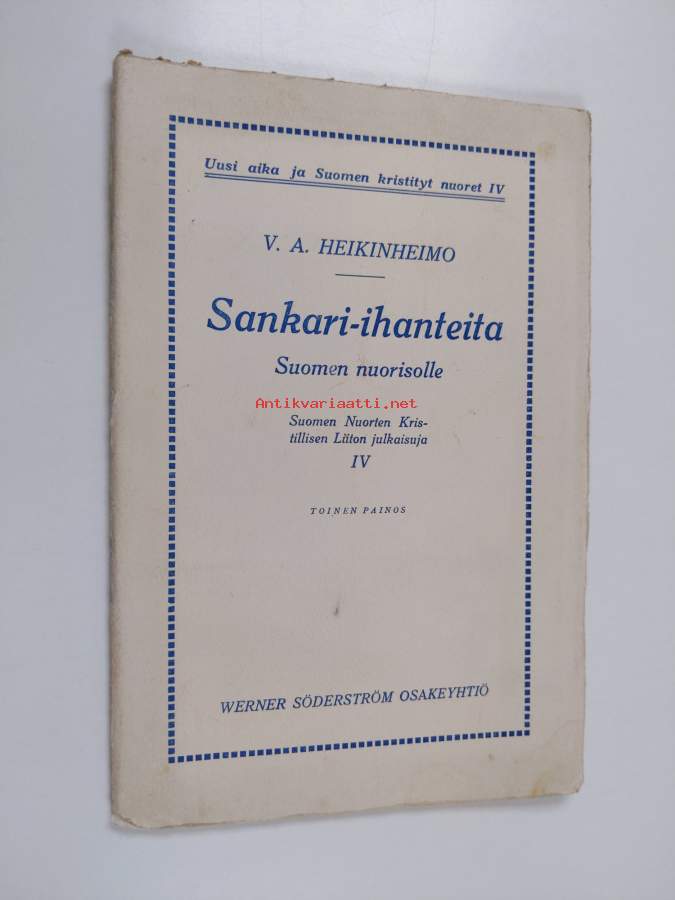 Uusi aika ja Suomen kristityt nuoret IV
V. A. HEIKINHEIMO
Sankari-ihanteita
Suomen nuorisolle
Antikvariaatti.net
Suomen Nuorten Kris-
tillisen Liiton julkaisuja
IV
TOINEN PAINOS
WERNER SÖDERSTRÖM OSAKEYHTIÖ